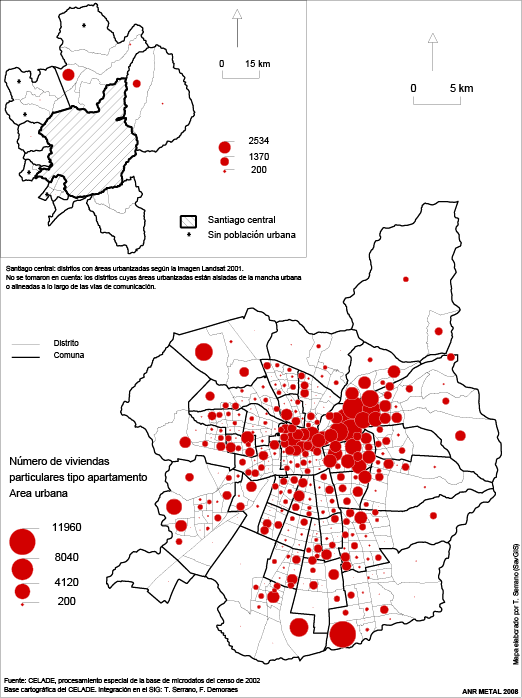 0 15 km
0 5 km
2534
1370
200
Santiago central
Sin población urbana
Santiago central: distritos con áreas urbanizadas según la imagen Landsat 2001.
No se tomaron en cuenta: los distritos cuyas áreas urbanizadas están aisladas de la mancha urbana
o alineadas a lo largo de las vías de comunicación.
Distrito
Comuna
Número de viviendas
particulares tipo apartamento
Area urbana
11960
8040
4120
200
Mapa elaborado por T. Serrano (SavGIS)
Fuente: CELADE, procesamiento especial de la base de microdatos del censo de 2002
Base cartográfica del CELADE. Integración en el SIG: T. Serrano, F. Demoraes
ANR METAL 2008